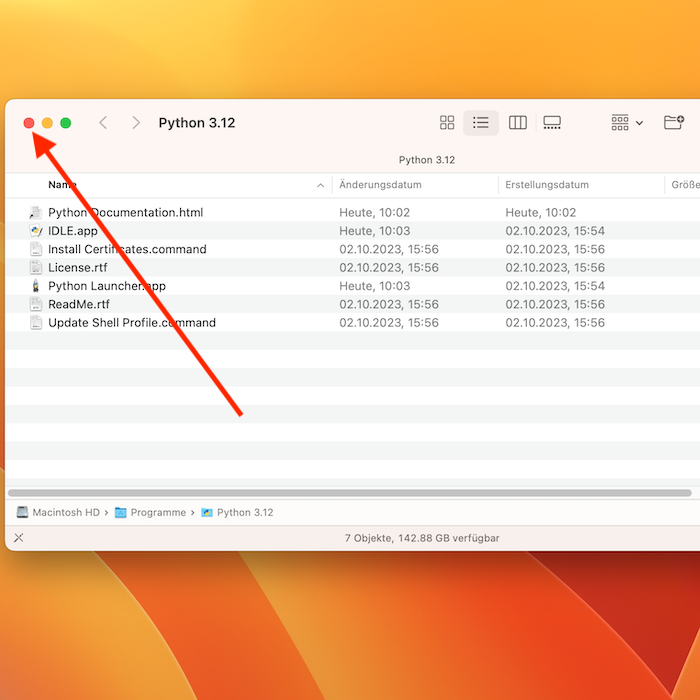 Python 3.12
Python 3.12
Name Änderungsdatum Erstellungsdatum Größe
Python Documentation.html Heute, 10:02 Heute, 10:02
IDLE.app Heute, 10:03 02.10.2023, 15:54
Install Certificates.command 02.10.2023, 15:56 02.10.2023, 15:56
License.rtf 02.10.2023, 15:56 02.10.2023, 15:56
Python Launcher.app Heute, 10:03 02.10.2023, 15:54
ReadMe.rtf 02.10.2023, 15:56 02.10.2023, 15:56
Update Shell Profile.command 02.10.2023, 15:56 02.10.2023, 15:56
Macintosh HD › Programme › Python 3.12
7 Objekte, 142.88 GB verfügbar